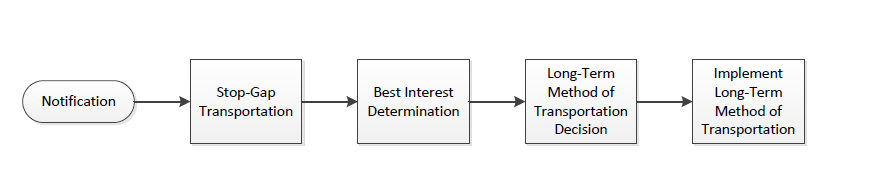 Notification
Stop-Gap
Transportation
Best Interest
Determination
Long-Term
Method of
Transportation
Decision
Implement
Long-Term
Method of
Transportation